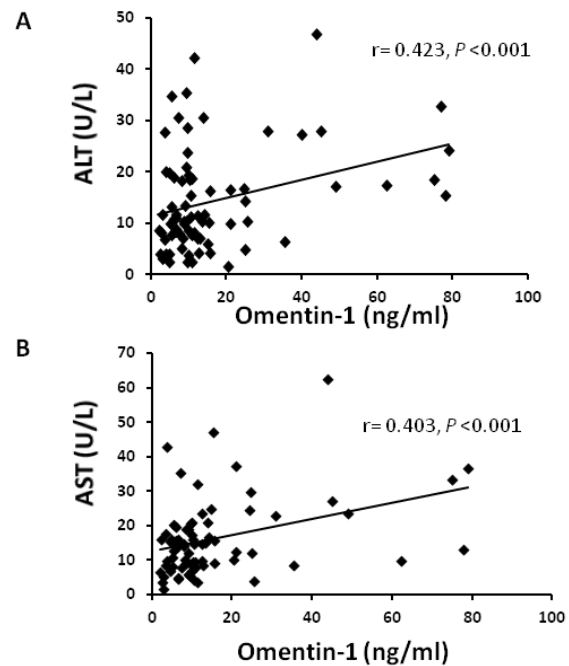 A
50
40
30
20
10
0
ALT (U/L)
r= 0.423, P <0.001
0 20 40 60 80 100
Omentin-1 (ng/ml)
B
70
60
50
40
30
20
10
0
AST (U/L)
r= 0.403, P <0.001
0 20 40 60 80 100
Omentin-1 (ng/ml)